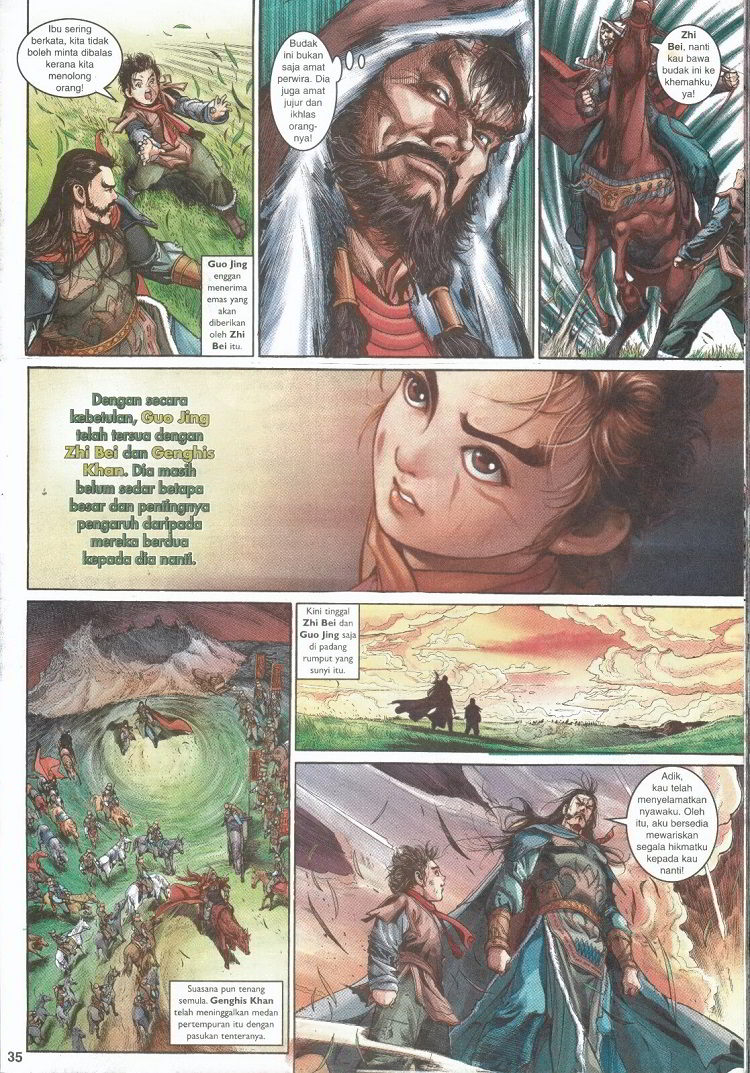 Ibu sering
berkata, kita tidak
boleh minta dibalas
kerana kita
menolong
orang!
Guo Jing
enggan
menerima
emas yang
akan
diberikan
oleh Zhi
Bei itu.
Budak
ini bukan
saja amat
perwira. Dia
juga amat
jujur dan
ikhlas
orang-
nya!
Zhi
Bei, nanti
kau bawa
budak ini ke
khemahku,
ya!
Dengan secara
kebetulan, Guo Jing
telah tersua dengan
Zhi Bei dan Genghis
Khan. Dia masih
belum sedar betapa
besar dan pentingnya
pengaruh daripada
mereka berdua
kepada dia nanti.
Suasana pun tenang
semula. Genghis Khan
telah meninggalkan medan
pertempuran itu dengan
pasukan tenteranya.
Kini tinggal
Zhi Bei dan
Guo Jing saja
di padang
rumput yang
sunyi itu.
Adik,
kau telah
menyelamatkan
nyawaku. Oleh
itu, aku bersedia
mewariskan
segala hikmatku
kepada kau
nanti!
35